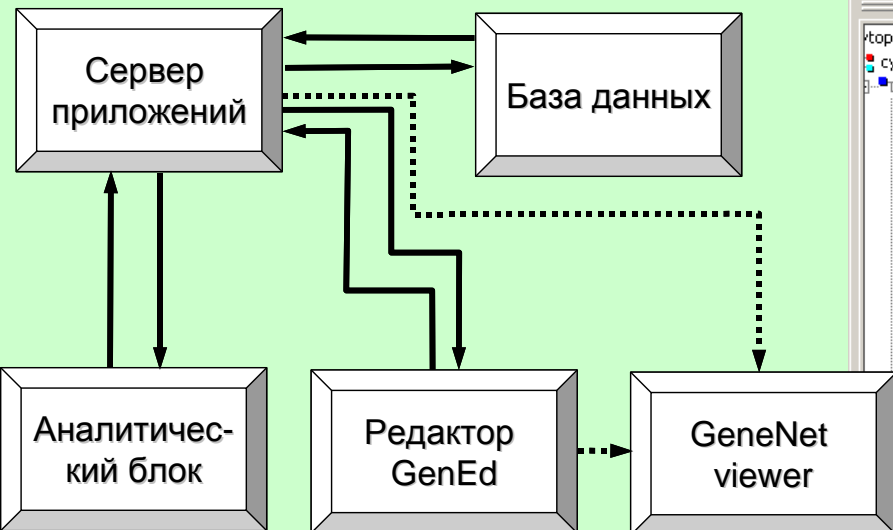 Сервер
приложений
База данных
Аналитичес-
кий блок
Редактор
GenEd
GeneNet
viewer